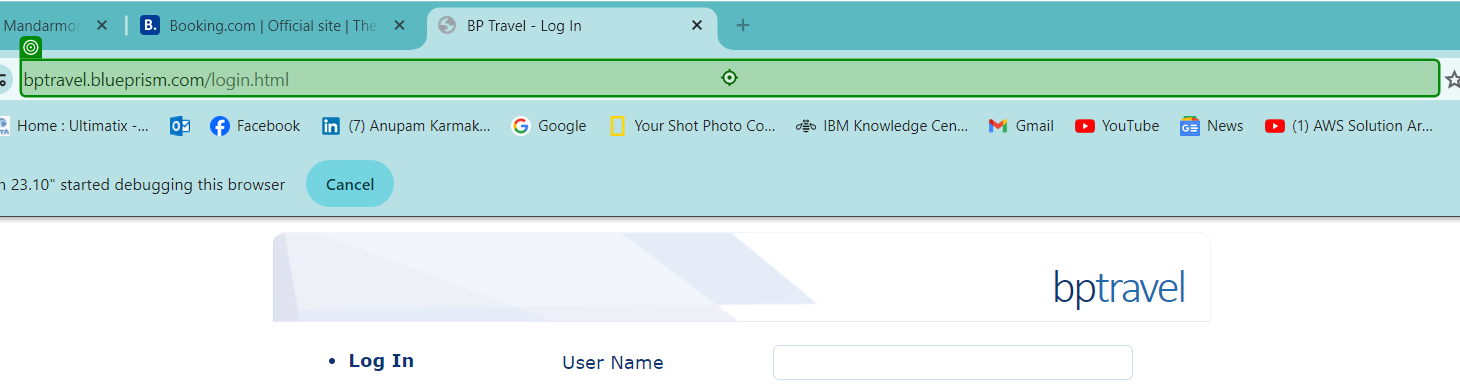 Mandarmo
Booking.com | Official site | The
BP Travel - Log In
bptravel.blueprism.com/login.html
Home : Ultimatix -...
Facebook
(7) Anupam Karmak...
Google
Your Shot Photo Co...
IBM Knowledge Cen...
Gmail
YouTube
News
(1) AWS Solution Ar...
n 23.10" started debugging this browser
Cancel
bptravel
• Log In
User Name